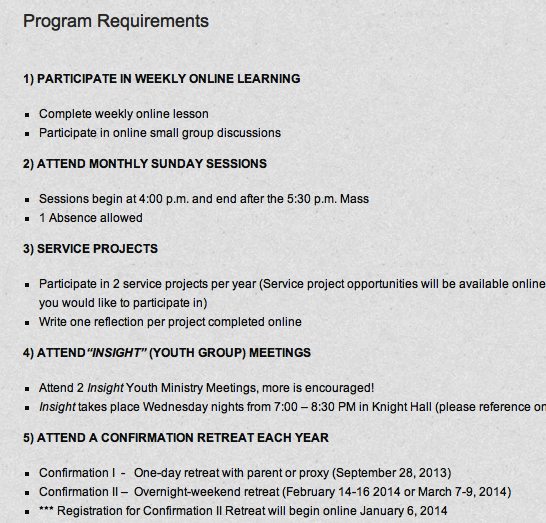 Program Requirements
1) PARTICIPATE IN WEEKLY ONLINE LEARNING
▪ Complete weekly online lesson
▪ Participate in online small group discussions
2) ATTEND MONTHLY SUNDAY SESSIONS
▪ Sessions begin at 4:00 p.m. and end after the 5:30 p.m. Mass
▪ 1 Absence allowed
3) SERVICE PROJECTS
▪ Participate in 2 service projects per year (Service project opportunities will be available online
you would like to participate in)
▪ Write one reflection per project completed online
4) ATTEND “INSIGHT” (YOUTH GROUP) MEETINGS
▪ Attend 2 Insight Youth Ministry Meetings, more is encouraged!
▪ Insight takes place Wednesday nights from 7:00 – 8:30 PM in Knight Hall (please reference on
5) ATTEND A CONFIRMATION RETREAT EACH YEAR
▪ Confirmation I - One-day retreat with parent or proxy (September 28, 2013)
▪ Confirmation II – Overnight-weekend retreat (February 14-16 2014 or March 7-9, 2014)
▪ *** Registration for Confirmation II Retreat will begin online January 6, 2014